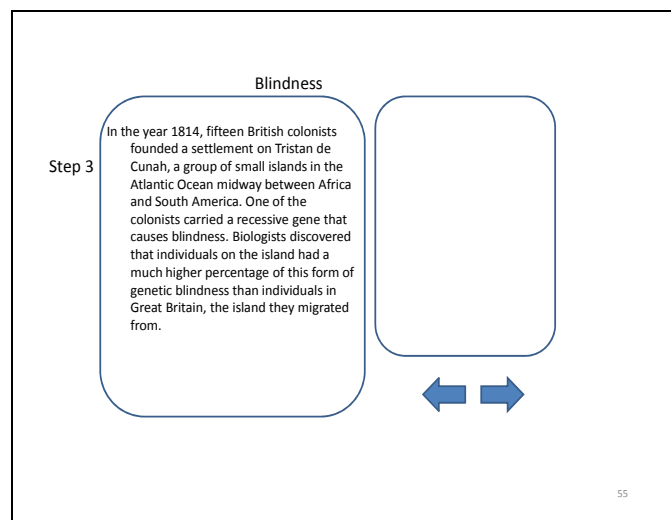 Blindness
Step 3
In the year 1814, fifteen British colonists
founded a settlement on Tristan de
Cunah, a group of small islands in the
Atlantic Ocean midway between Africa
and South America. One of the
colonists carried a recessive gene that
causes blindness. Biologists discovered
that individuals on the island had a
much higher percentage of this form of
genetic blindness than individuals in
Great Britain, the island they migrated
from.
55